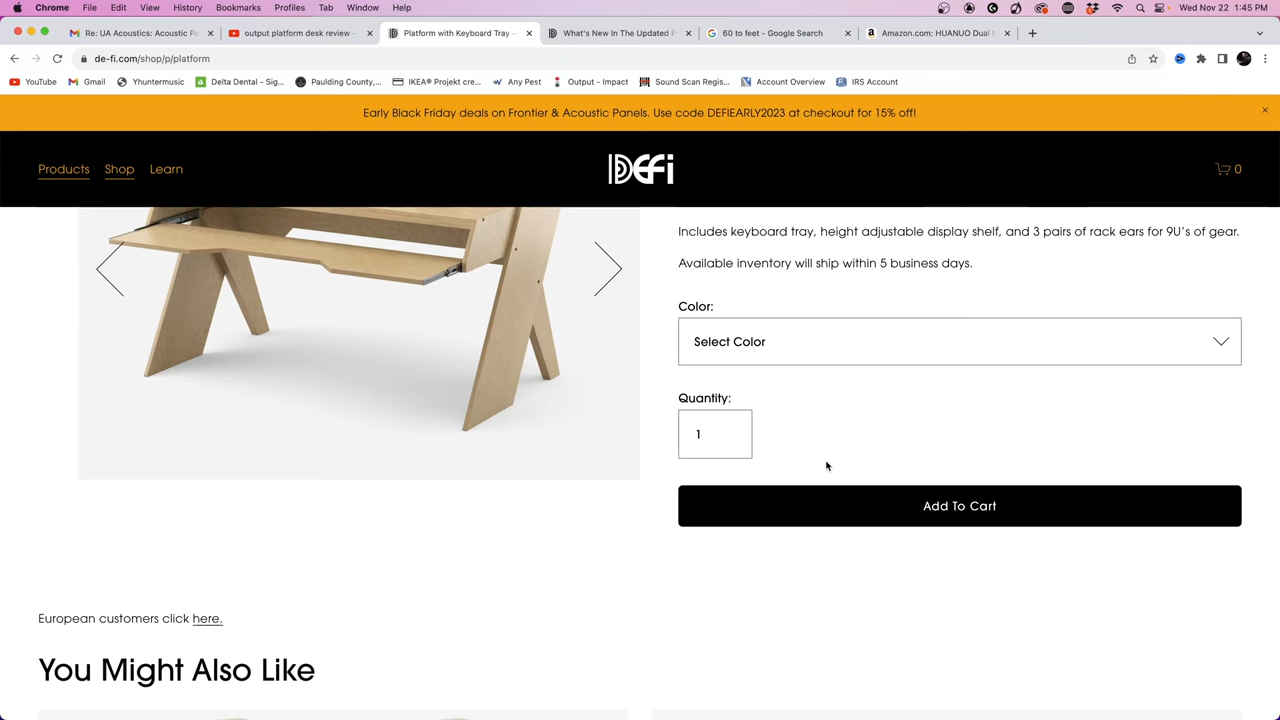 Chrome File Edit View History Bookmarks Profiles Tab Window Help Wed Nov 22 1:45 PM
Re: UA Acoustics: Acoustic Pa output platform desk review - Platform with Keyboard Tray — What's New In The Updated P 60 to feet - Google Search Amazon.com: HUANUO Dual
de-fi.com/shop/p/platform
YouTube Gmail Yhuntermusic Delta Dental - Sig... Paulding County,... IKEA® Projekt cre... Any Pest Output - Impact Sound Scan Regis... Account Overview IRS Account
Early Black Friday deals on Frontier & Acoustic Panels. Use code DEFIEARLY2023 at checkout for 15% off!
Products Shop Learn DEFi 0
Includes keyboard tray, height adjustable display shelf, and 3 pairs of rack ears for 9U's of gear.
Available inventory will ship within 5 business days.
Color:
Select Color
Quantity:
1
Add To Cart
European customers click here.
You Might Also Like